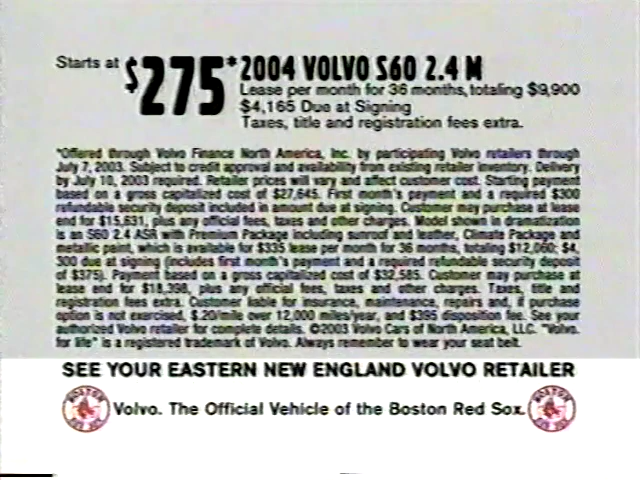 Starts at $275* 2004 VOLVO S60 2.4 M
Lease per month for 36 months, totaling $9,900
$4,165 Due at Signing
Taxes, title and registration fees extra.
*Offered through Volvo Finance North America, Inc. by participating Volvo retailers through
July 7, 2003. Subject to credit approval and availability from existing retailer inventory. Delivery
by July 10, 2003 required. Retailer prices will vary and affect customer cost. Starting payment
based on a gross capitalized cost of $27,645. First month's payment and a required $300
refundable security deposit included in amount due at signing. Customer may purchase at lease
end for $15,631, plus any official fees, taxes and other charges. Model shown in dramatization
is an S60 2.4 ASR with Premium Package including sunroof and leather, Climate Package and
metallic paint, which is available for $335 lease per month for 36 months, totaling $12,060; $4,
300 due at signing (includes first month's payment and a required refundable security deposit
of $375). Payment based on a gross capitalized cost of $32,585. Customer may purchase at
lease end for $18,398, plus any official fees, taxes and other charges. Taxes, title and
registration fees extra. Customer liable for insurance, maintenance, repairs and, if purchase
option is not exercised, $.20/mile over 12,000 miles/year, and $395 disposition fee. See your
authorized Volvo retailer for complete details. ©2003 Volvo Cars of North America, LLC. "Volvo.
for life" is a registered trademark of Volvo. Always remember to wear your seat belt.
SEE YOUR EASTERN NEW ENGLAND VOLVO RETAILER
BOSTON RED SOX Volvo. The Official Vehicle of the Boston Red Sox. BOSTON RED SOX